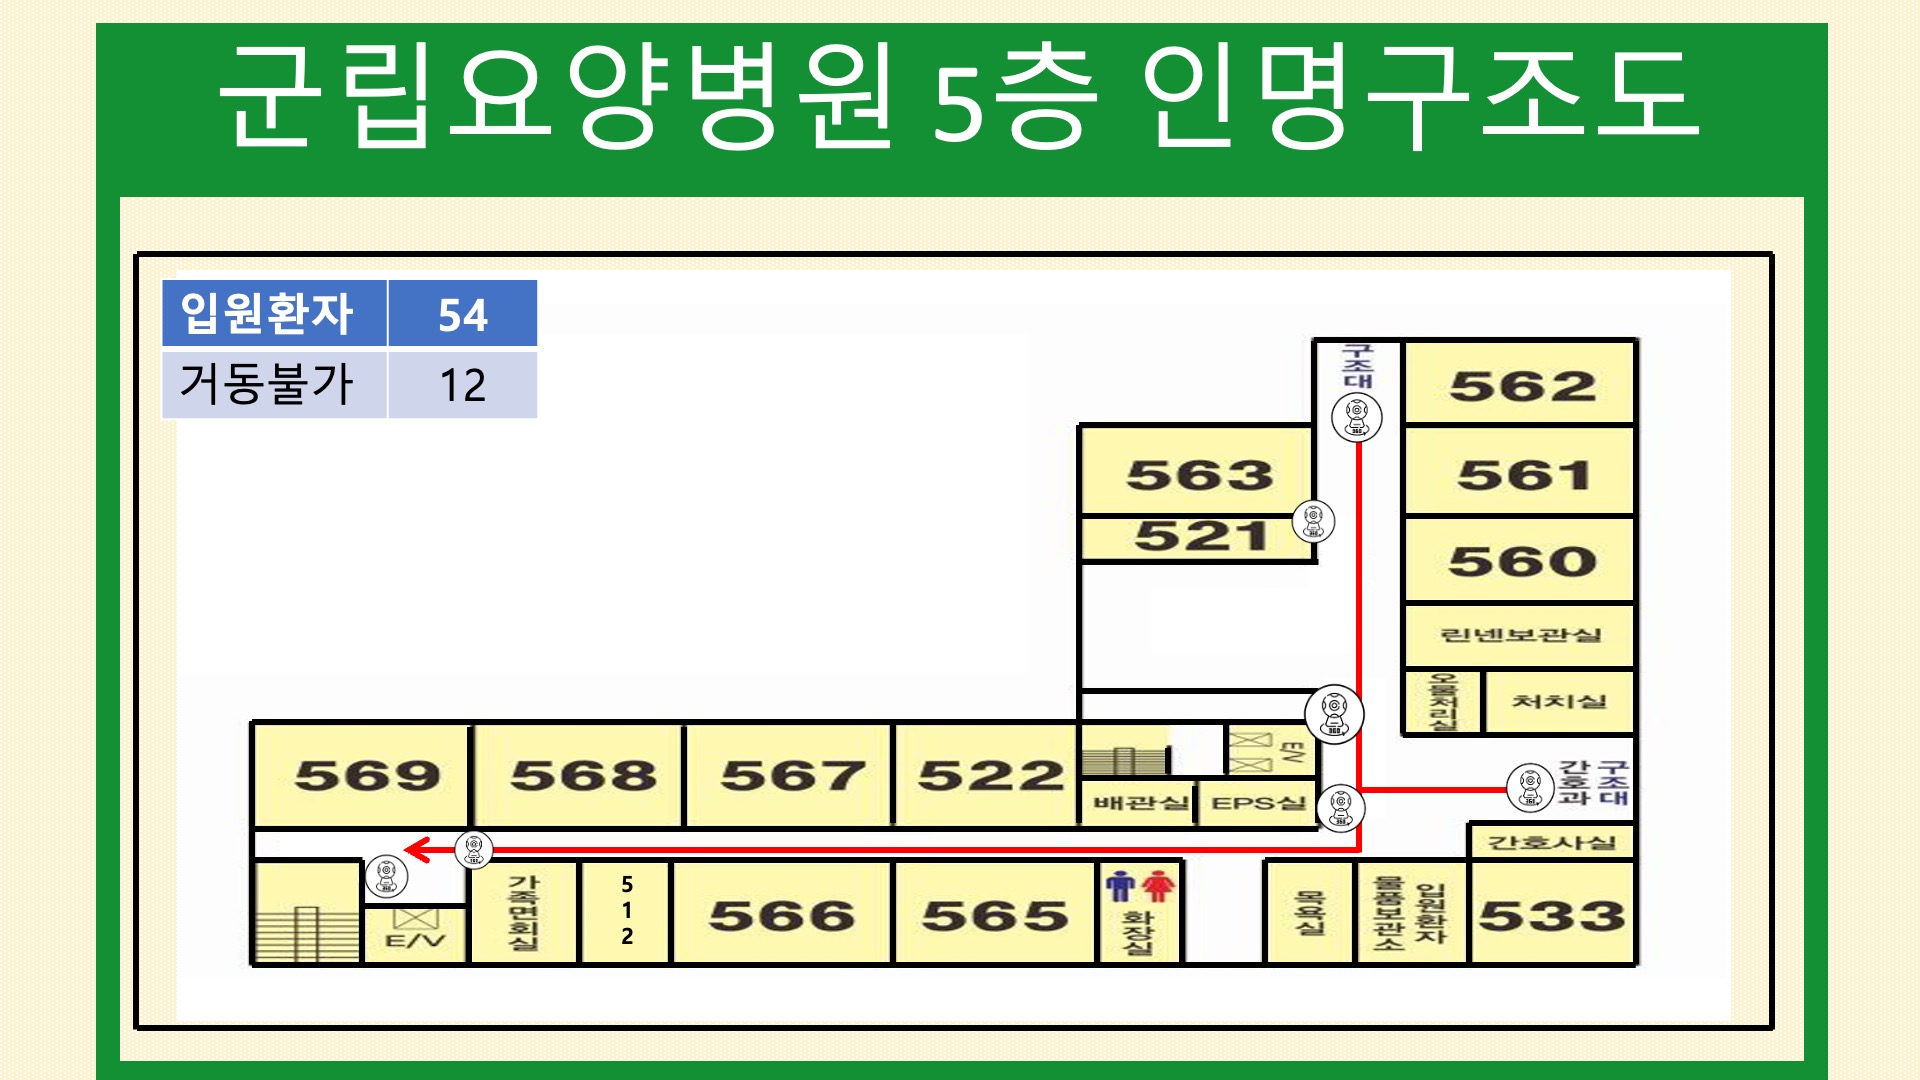 군립요양병원 5층 인명구조도
입원환자 54
거동불가 12
구조대
562
563
561
521
560
린넨보관실
오물처리실
처치실
569
568
567
522
E/V
배관실
EPS실
간호과
구조대
간호사실
E/V
가족면회실
512
566
565
화장실
목욕실
물품보관소
입원환자
533